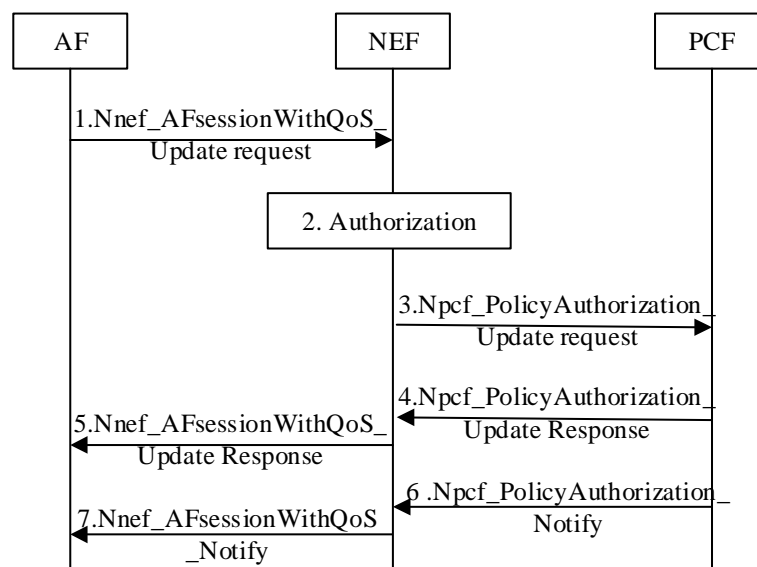 AF
NEF
PCF
1.Nnef_AFsessionWithQoS_
Update request
2. Authorization
3.Npcf_PolicyAuthorization_
Update request
4.Npcf_PolicyAuthorization_
Update Response
5.Nnef_AFsessionWithQoS_
Update Response
6 .Npcf_PolicyAuthorization_
Notify
7.Nnef_AFsessionWithQoS
_Notify